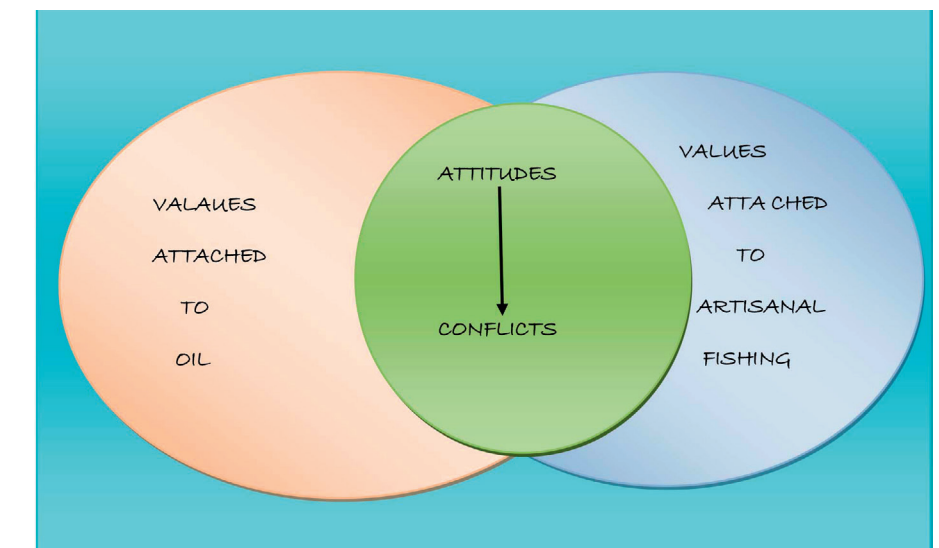 VALAUES
ATTACHED
TO
OIL
ATTITUDES
CONFLICTS
VALUES
ATTA CHED
TO
ARTISANAL
FISHING